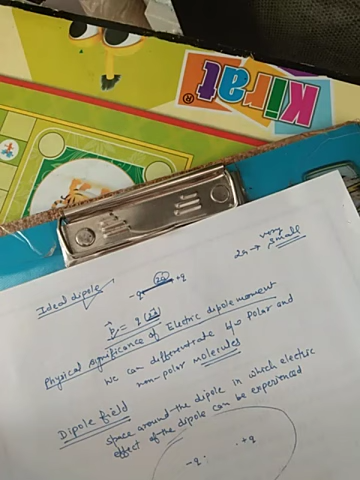 Kirat®
very
2a → small
Ideal dipole
-q 2a +q
p = q (2a)
Physical significance of Electric dipole moment
We can differentiate b/w Polar and
non-polar molecules
Dipole field
space around the dipole in which electric
effect of the dipole can be experienced
-q . . +q